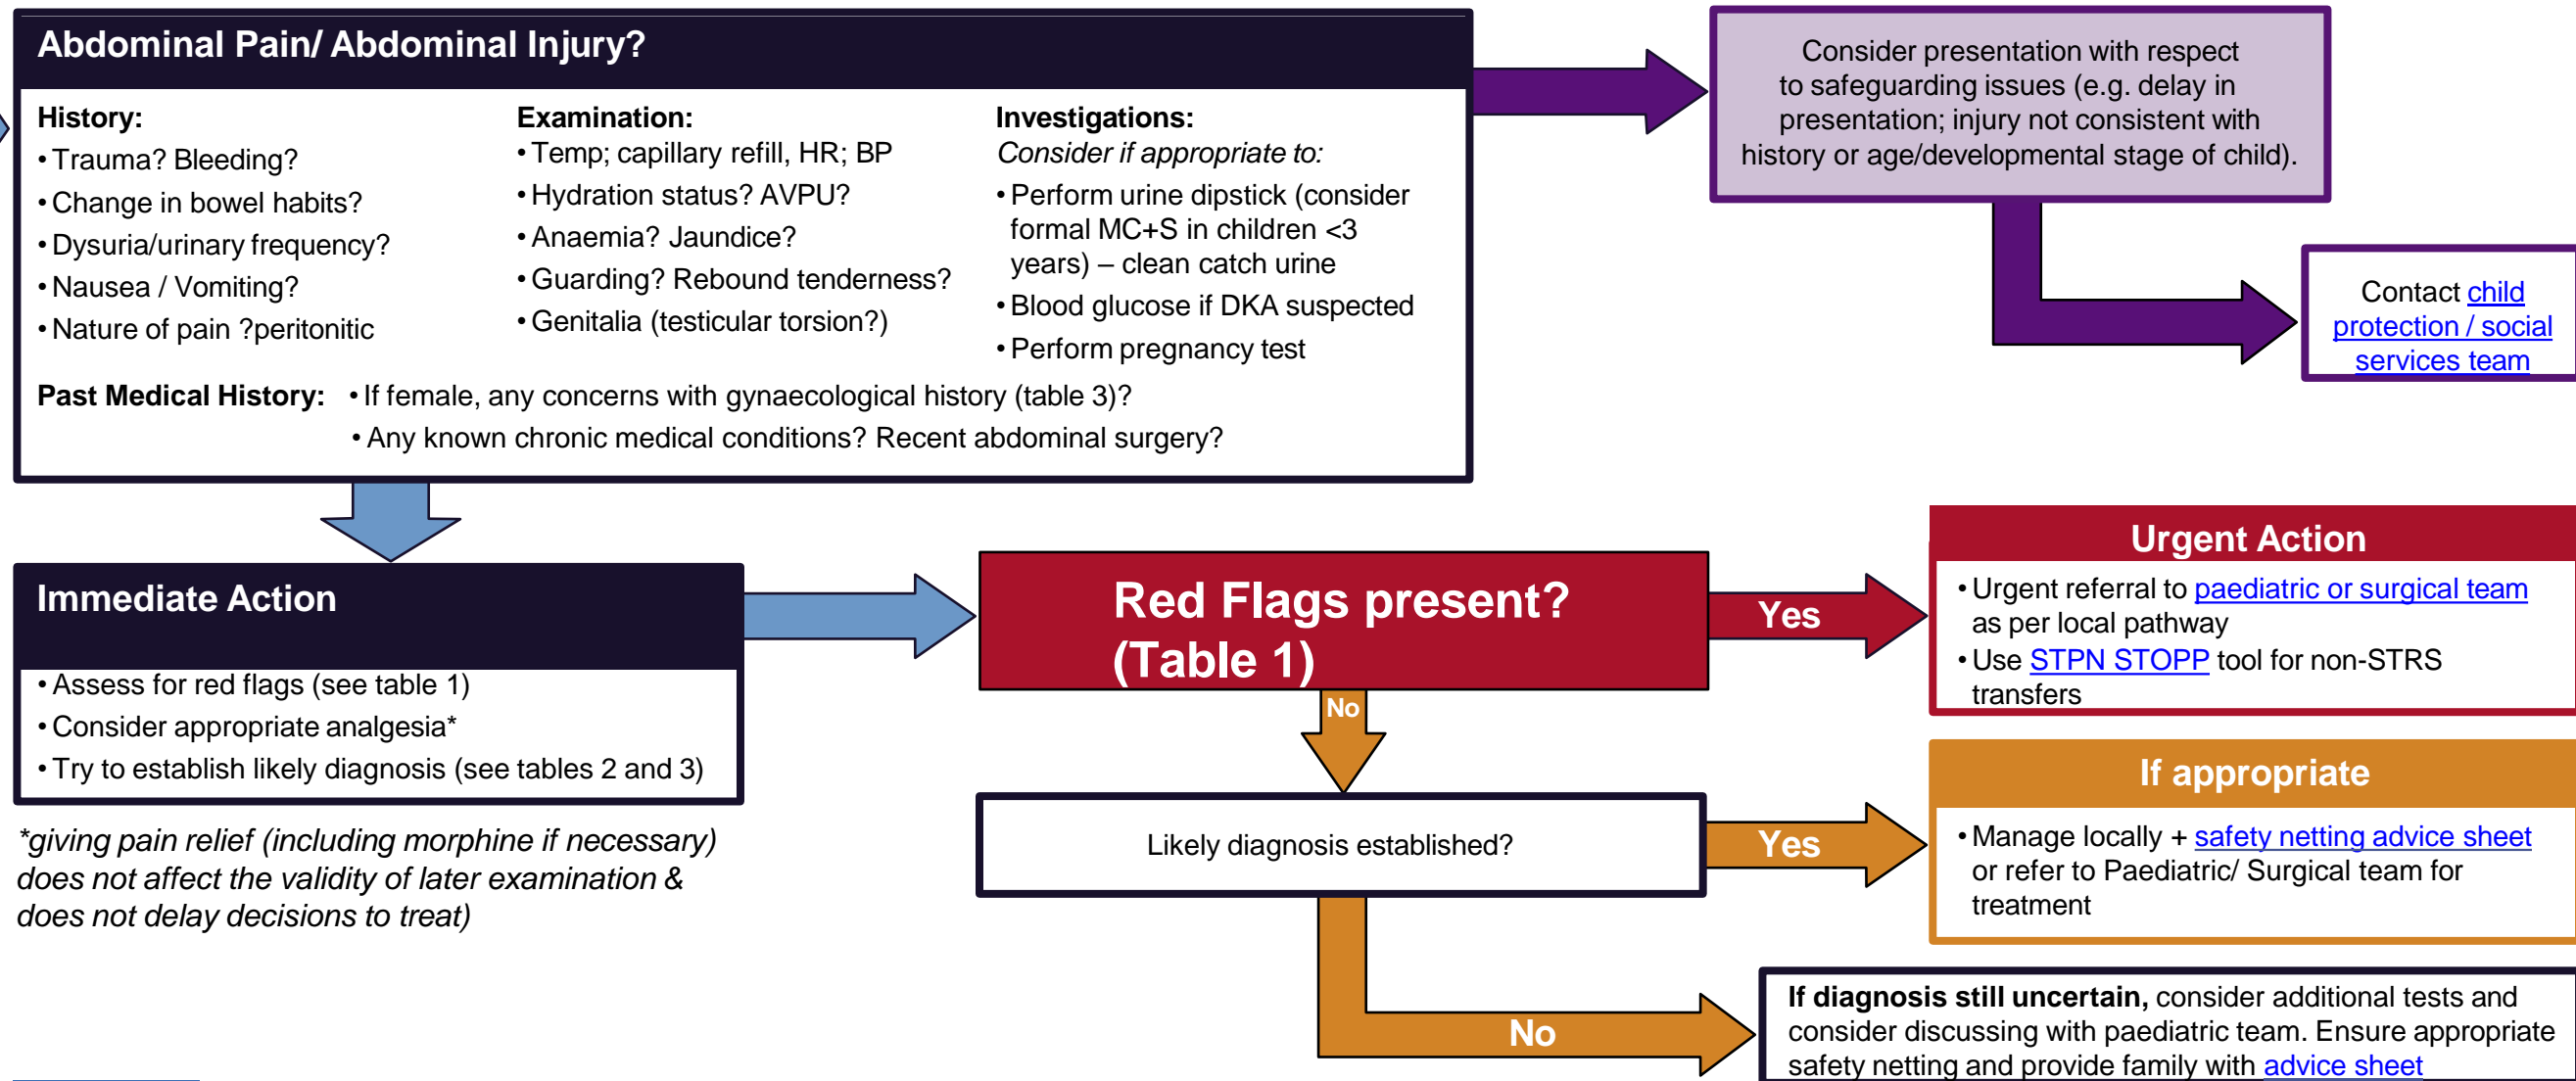 Abdominal Pain/ Abdominal Injury?
History:
• Trauma? Bleeding?
• Change in bowel habits?
• Dysuria/urinary frequency?
• Nausea / Vomiting?
• Nature of pain ?peritonitic
Examination:
• Temp; capillary refill, HR; BP
• Hydration status? AVPU?
• Anaemia? Jaundice?
• Guarding? Rebound tenderness?
• Genitalia (testicular torsion?)
Investigations:
Consider if appropriate to:
• Perform urine dipstick (consider
formal MC+S in children <3
years) – clean catch urine
• Blood glucose if DKA suspected
• Perform pregnancy test
Past Medical History: • If female, any concerns with gynaecological history (table 3)?
• Any known chronic medical conditions? Recent abdominal surgery?
Consider presentation with respect
to safeguarding issues (e.g. delay in
presentation; injury not consistent with
history or age/developmental stage of child).
Contact child
protection / social
services team
Immediate Action
• Assess for red flags (see table 1)
• Consider appropriate analgesia*
• Try to establish likely diagnosis (see tables 2 and 3)
*giving pain relief (including morphine if necessary)
does not affect the validity of later examination &
does not delay decisions to treat)
Red Flags present?
(Table 1)
Yes
Urgent Action
• Urgent referral to paediatric or surgical team
as per local pathway
• Use STPN STOPP tool for non-STRS
transfers
No
Likely diagnosis established?
Yes
If appropriate
• Manage locally + safety netting advice sheet
or refer to Paediatric/ Surgical team for
treatment
No
If diagnosis still uncertain, consider additional tests and
consider discussing with paediatric team. Ensure appropriate
safety netting and provide family with advice sheet